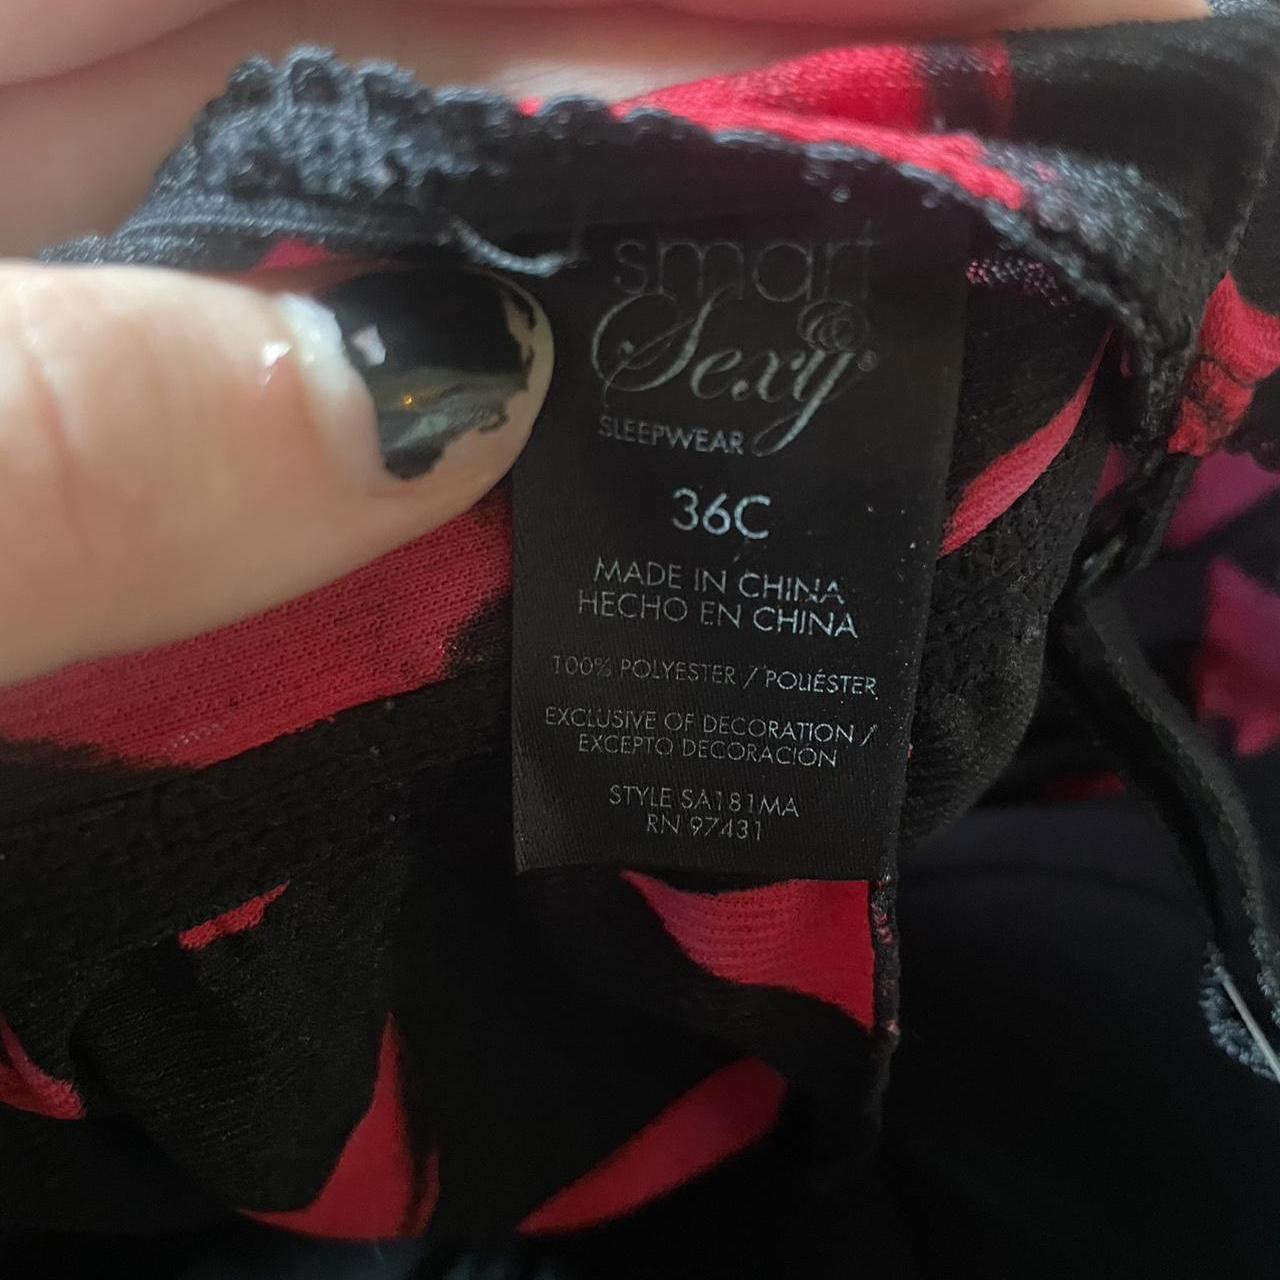 smart
& Sexy®
SLEEPWEAR
36C
MADE IN CHINA
HECHO EN CHINA
100% POLYESTER / POLIÉSTER
EXCLUSIVE OF DECORATION /
EXCEPTO DECORACIÓN
STYLE SA181MA
RN 97431